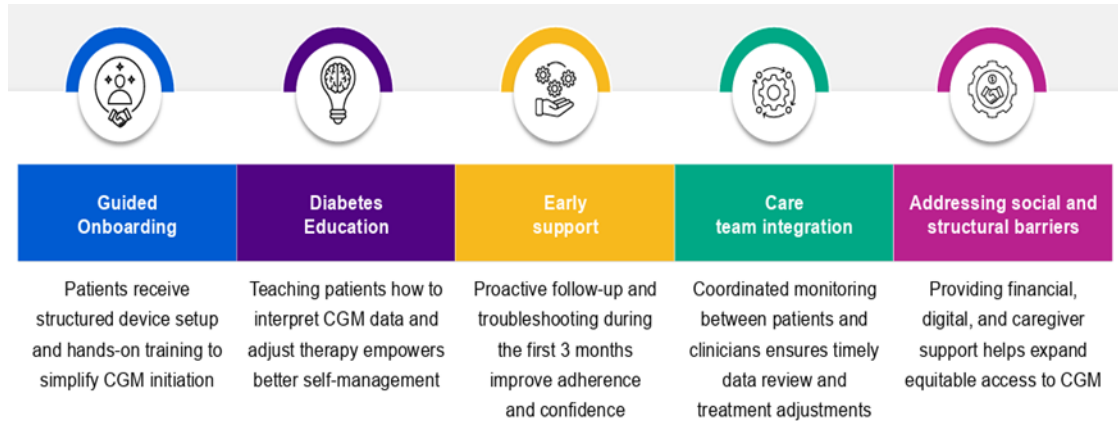 Guided
Onboarding
Patients receive
structured device setup
and hands-on training to
simplify CGM initiation
Diabetes
Education
Teaching patients how to
interpret CGM data and
adjust therapy empowers
better self-management
Early
support
Proactive follow-up and
troubleshooting during
the first 3 months
improve adherence
and confidence
Care
team integration
Coordinated monitoring
between patients and
clinicians ensures timely
data review and
treatment adjustments
Addressing social and
structural barriers
Providing financial,
digital, and caregiver
support helps expand
equitable access to CGM